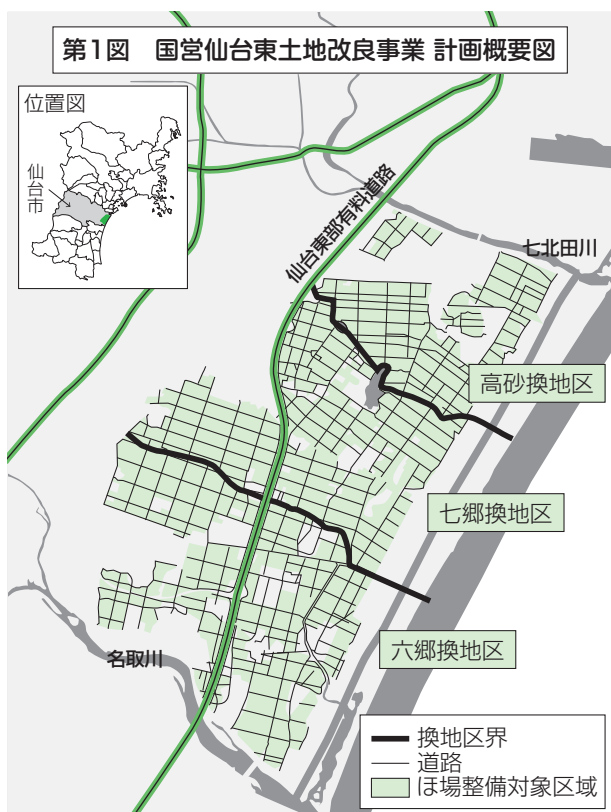 第1図 国営仙台東土地改良事業 計画概要図
位置図
仙台市
仙台東部有料道路
七北田川
高砂換地区
七郷換地区
六郷換地区
名取川
換地区界
道路
ほ場整備対象区域